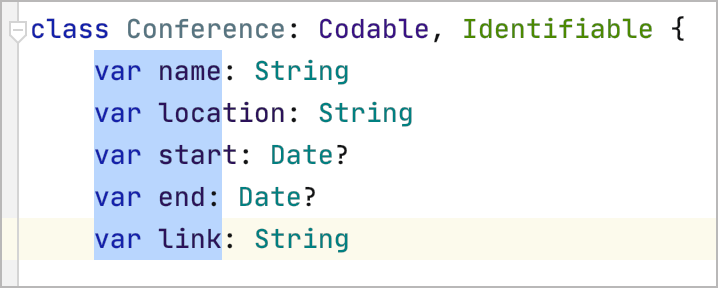 class Conference: Codable, Identifiable {
var name: String
var location: String
var start: Date?
var end: Date?
var link: String